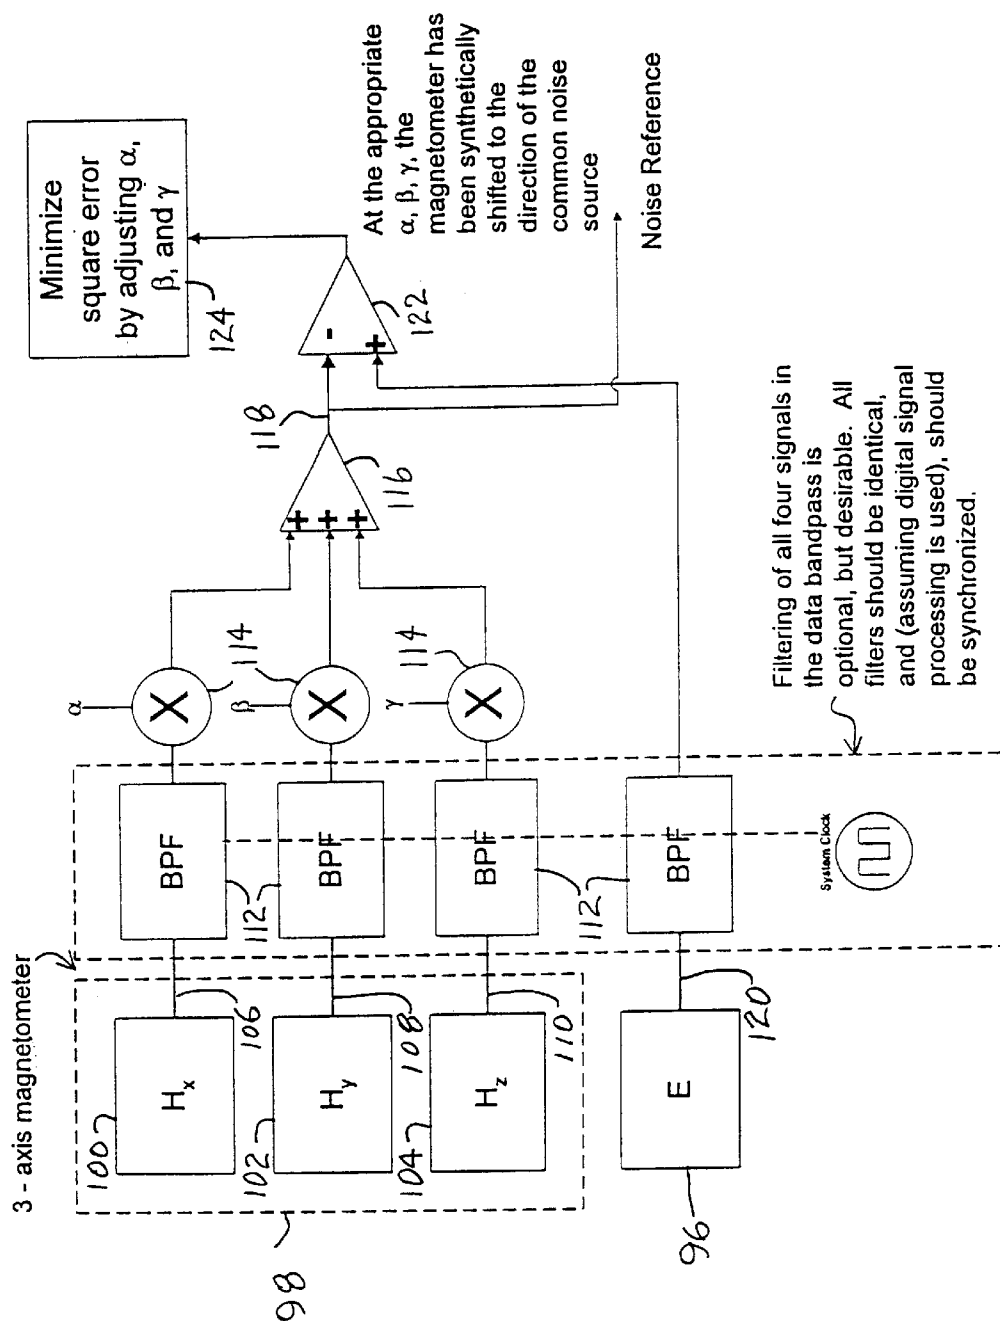 3 - axis magnetometer
98
100
Hx
106
102
Hy
108
104
Hz
110
96
E
120
BPF
112
BPF
BPF
112
BPF
System Clock
α
114
β
γ
114
+
+
+
116
118
-
+
122
Minimize
square error
by adjusting α,
β, and γ
124
At the appropriate
α, β, γ, the
magnetometer has
been synthetically
shifted to the
direction of the
common noise
source
Noise Reference
Filtering of all four signals in
the data bandpass is
optional, but desirable. All
filters should be identical,
and (assuming digital signal
processing is used), should
be synchronized.